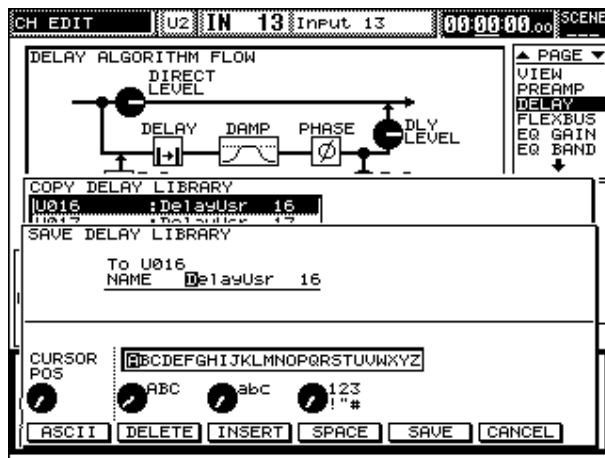 CH EDIT U2 IN 13 Input 13 00:00:00.00 SCENE
DELAY ALGORITHM FLOW
DIRECT
LEVEL
DELAY DAMP PHASE
DLY
LEVEL
PAGE
VIEW
PREAMP
DELAY
FLEXBUS
EQ GAIN
EQ BAND
COPY DELAY LIBRARY
U016 :DelayUsr 16
U017 :DelayUsr 17
SAVE DELAY LIBRARY
To U016
NAME DelayUsr 16
CURSOR
POS
ABCDEFGHIJKLMNOPQRSTUVWXYZ
ABC abc 123
!"#
ASCII DELETE INSERT SPACE SAVE CANCEL